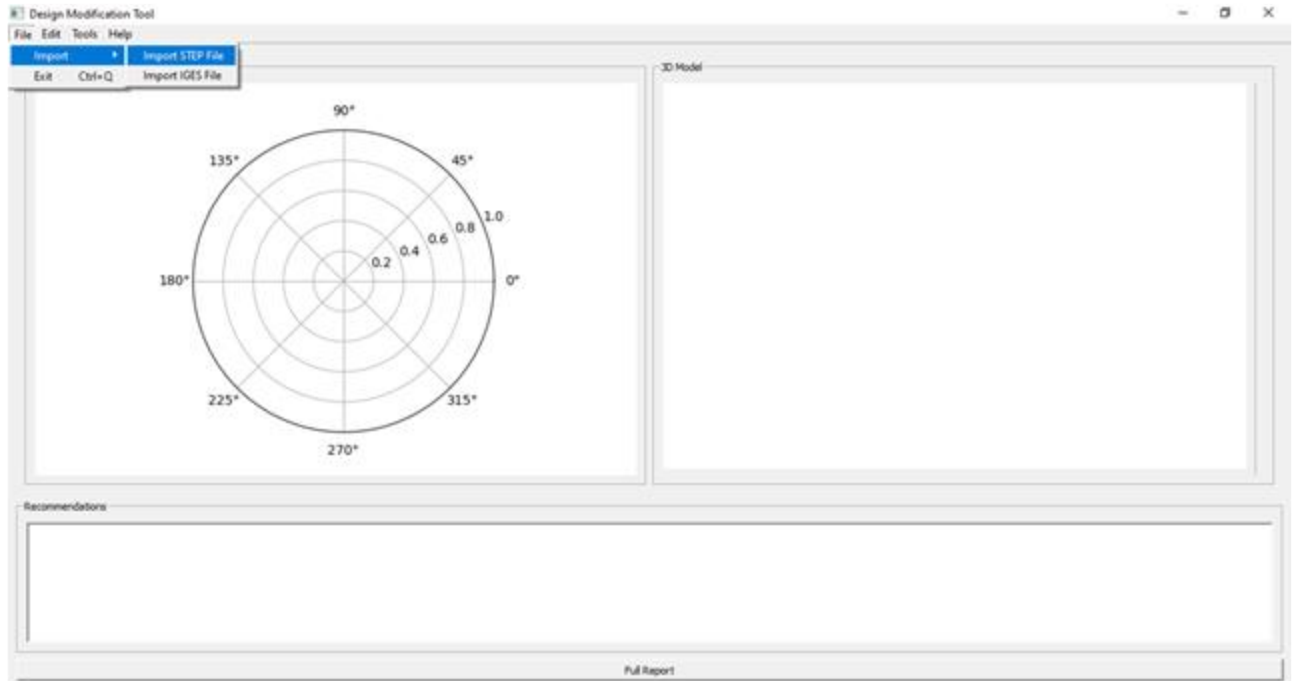 Design Modification Tool
File Edit Tools Help
Import
Import STEP File
Exit Ctrl+Q
Import IGES File
3D Model
90°
135°
45°
1.0
0.8
0.6
0.4
0.2
180°
0°
225°
315°
270°
Recommendations
Full Report